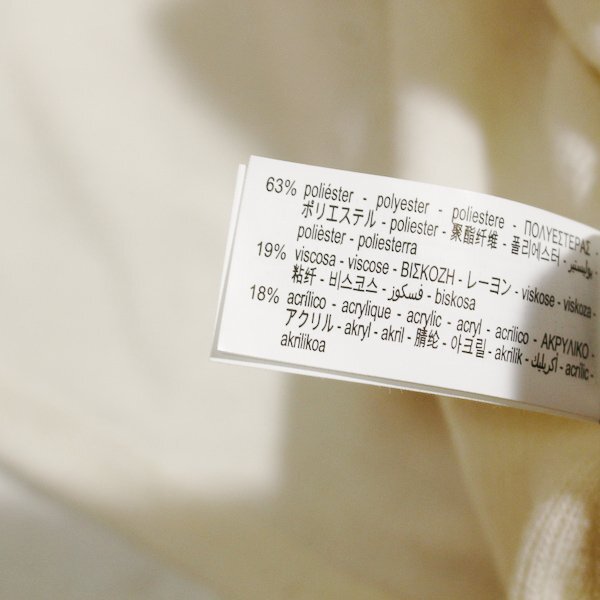 63% poliéster - polyester - poliestere - ΠΟΛΥΕΣΤΕΡΑΣ -
ポリエステル - poliester - 聚酯纤维 - 폴리에스터 - بوليستير -
polièster - poliesterra
19% viscosa - viscose - ΒΙΣΚΟΖΗ - レーヨン - viskose - viskoza -
粘纤 - 비스코스 - فسكوز - biskosa
18% acrílico - acrylique - acrylic - acryl - acrilico - ΑΚΡΥΛΙΚΟ -
アクリル - akryl - akril - 腈纶 - 아크릴 - akrilik - أكريليك - acrílic -
akrilikoa